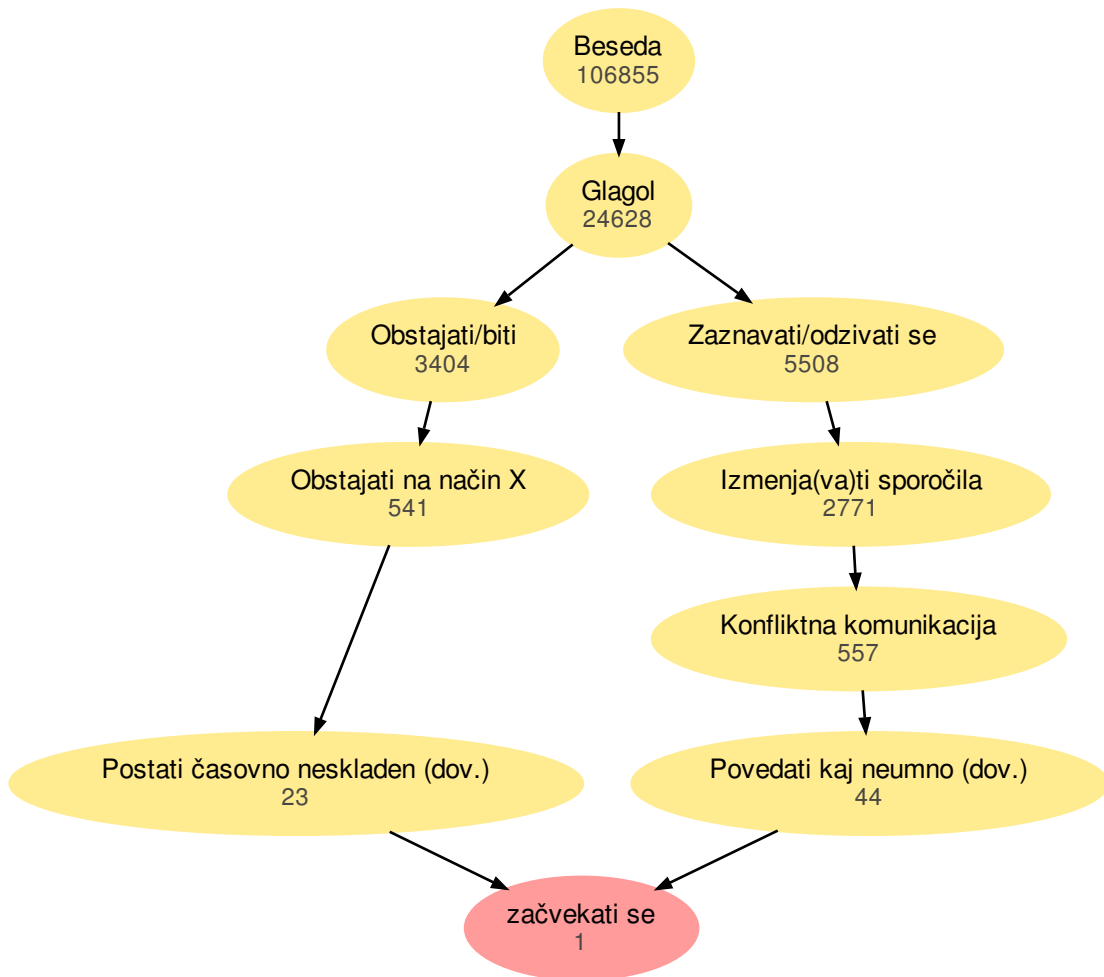 Beseda
106855
Glagol
24628
Obstajati/biti
3404
Zaznavati/odzivati se
5508
Obstajati na način X
541
Izmenja(va)ti sporočila
2771
Konfliktna komunikacija
557
Postati časovno neskladen (dov.)
23
Povedati kaj neumno (dov.)
44
začvekati se
1